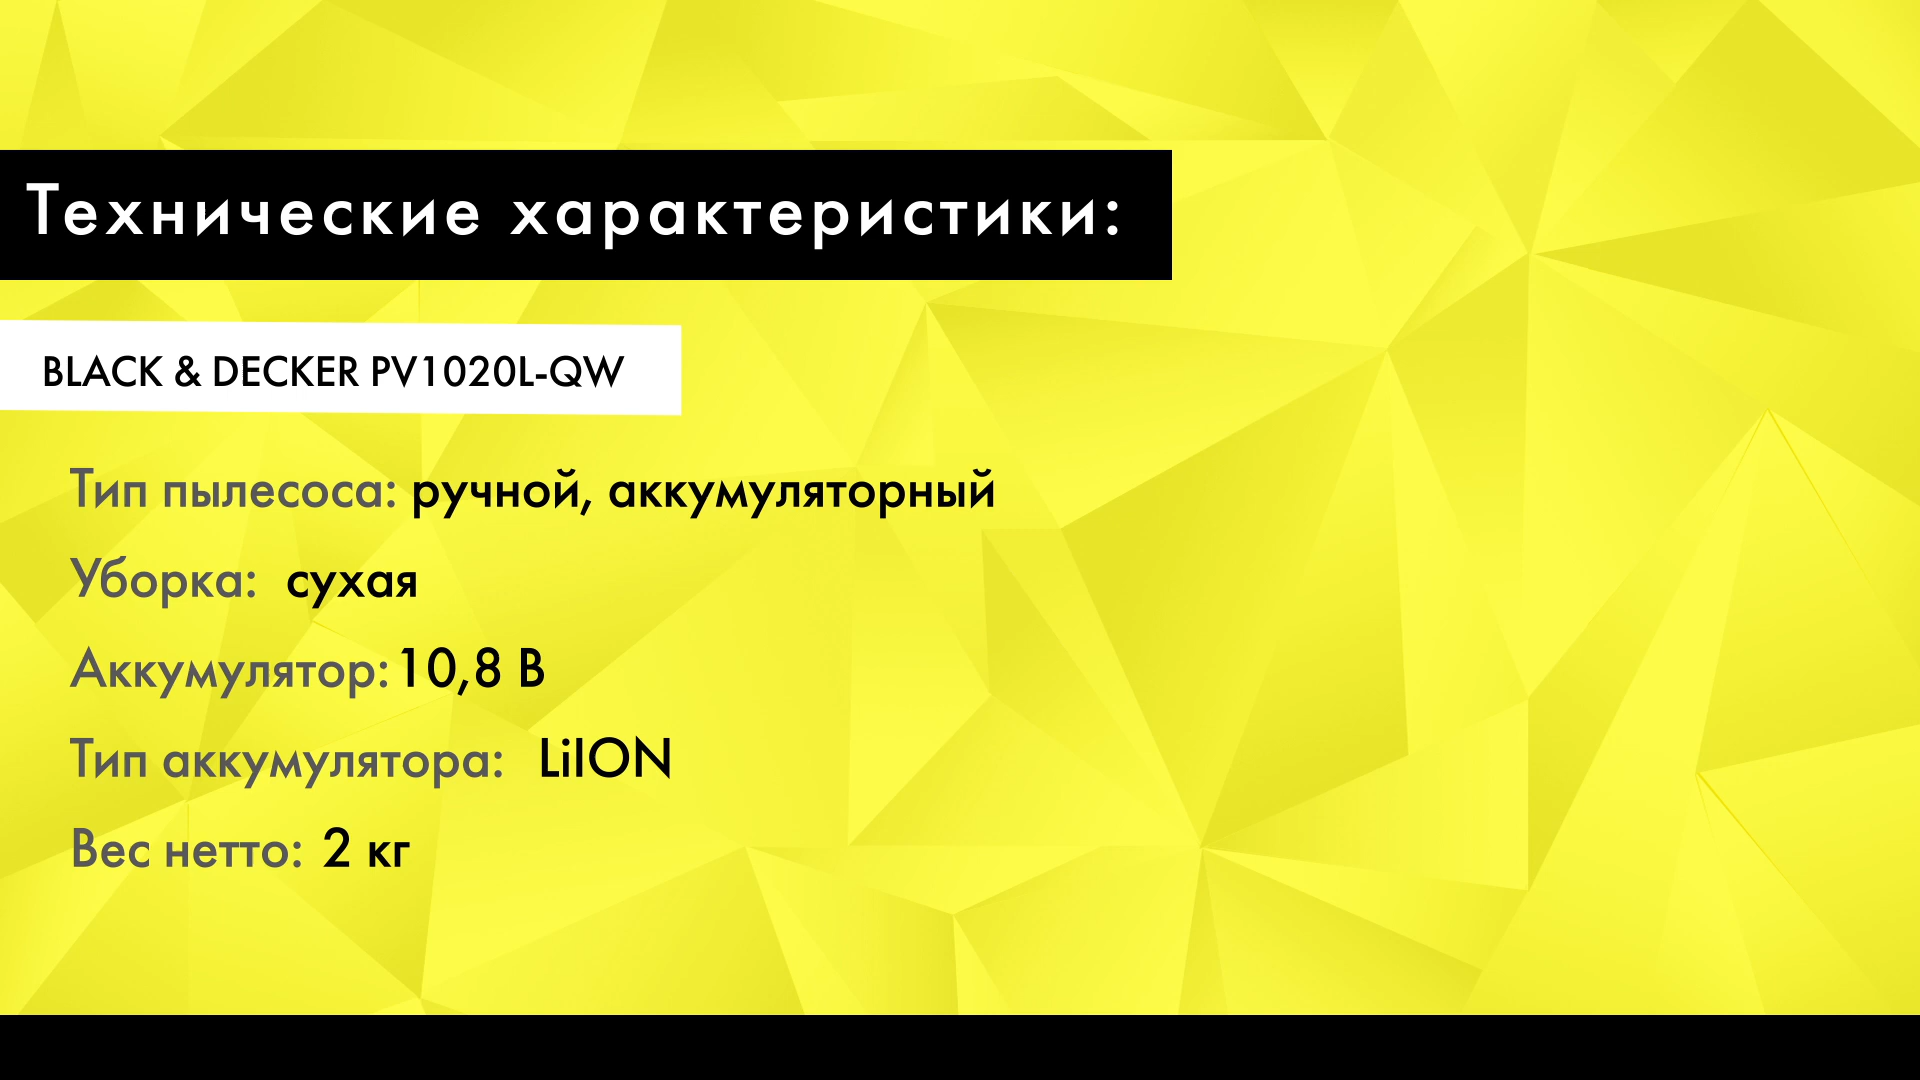 Технические характеристики:
BLACK & DECKER PV1020L-QW
Тип пылесоса: ручной, аккумуляторный
Уборка: сухая
Аккумулятор: 10,8 В
Тип аккумулятора: LiION
Вес нетто: 2 кг